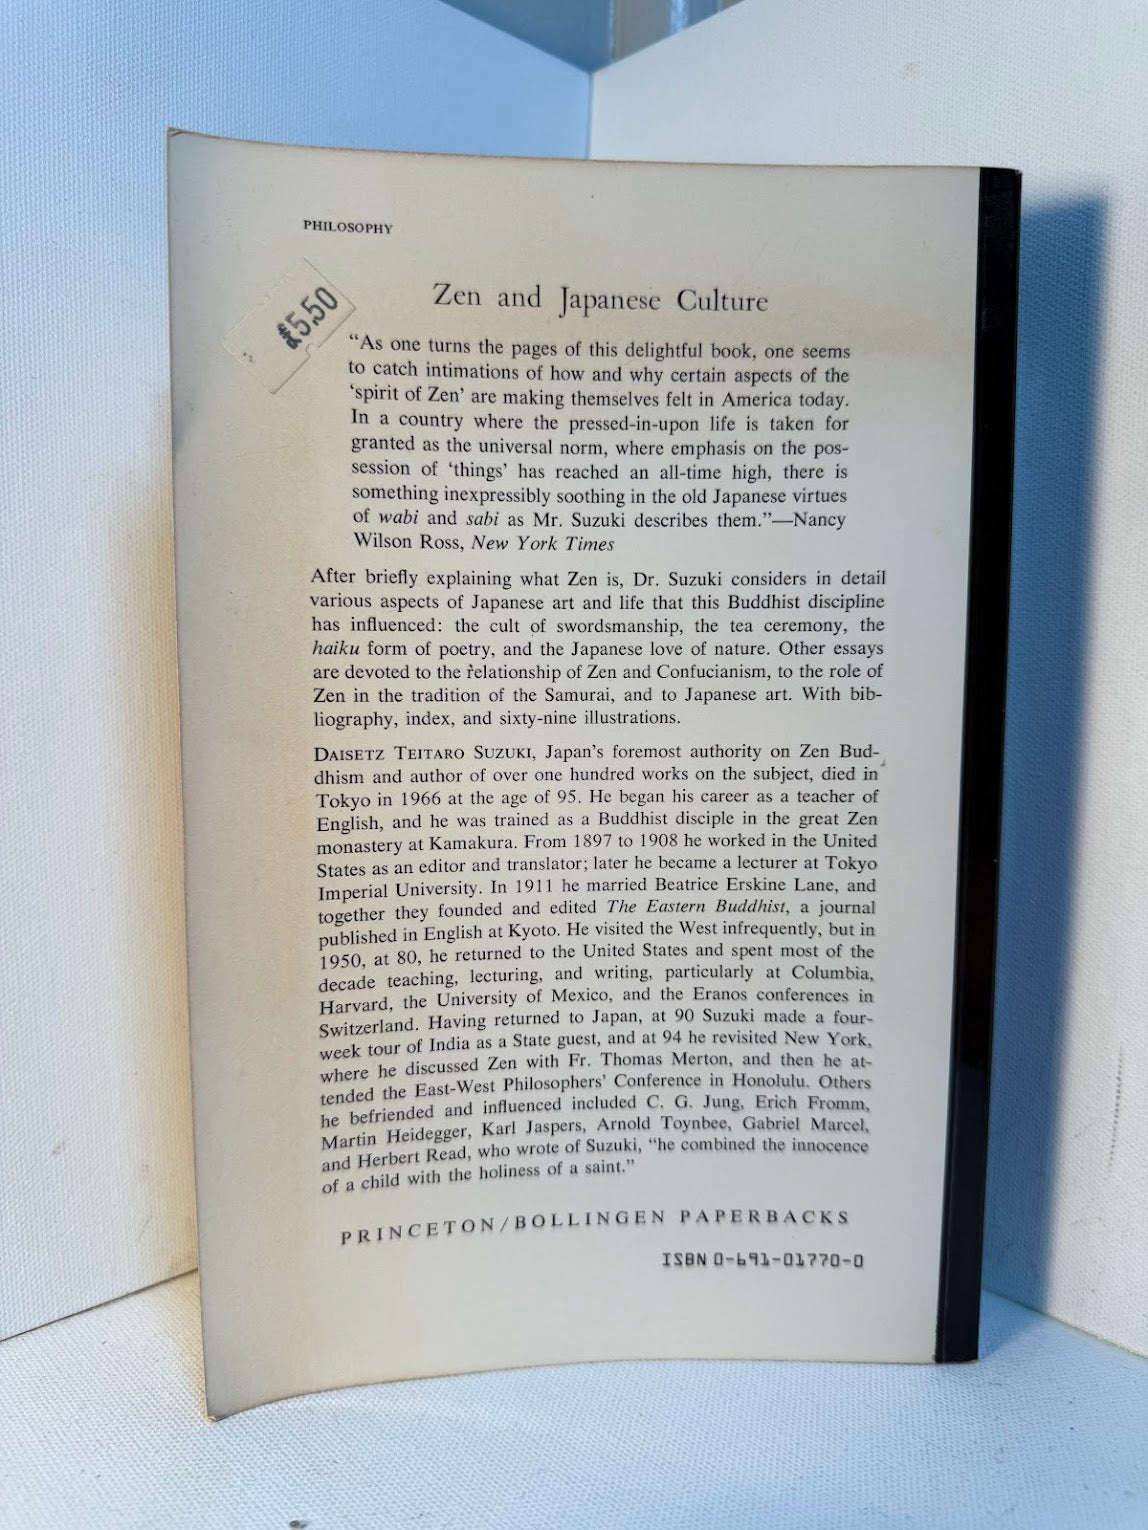 PHILOSOPHY
£5.50
Zen and Japanese Culture
“As one turns the pages of this delightful book, one seems
to catch intimations of how and why certain aspects of the
‘spirit of Zen’ are making themselves felt in America today.
In a country where the pressed-in-upon life is taken for
granted as the universal norm, where emphasis on the pos-
session of ‘things’ has reached an all-time high, there is
something inexpressibly soothing in the old Japanese virtues
of wabi and sabi as Mr. Suzuki describes them.”—Nancy
Wilson Ross, New York Times
After briefly explaining what Zen is, Dr. Suzuki considers in detail
various aspects of Japanese art and life that this Buddhist discipline
has influenced: the cult of swordsmanship, the tea ceremony, the
haiku form of poetry, and the Japanese love of nature. Other essays
are devoted to the relationship of Zen and Confucianism, to the role of
Zen in the tradition of the Samurai, and to Japanese art. With bib-
liography, index, and sixty-nine illustrations.
DAISETZ TEITARO SUZUKI, Japan’s foremost authority on Zen Bud-
dhism and author of over one hundred works on the subject, died in
Tokyo in 1966 at the age of 95. He began his career as a teacher of
English, and he was trained as a Buddhist disciple in the great Zen
monastery at Kamakura. From 1897 to 1908 he worked in the United
States as an editor and translator; later he became a lecturer at Tokyo
Imperial University. In 1911 he married Beatrice Erskine Lane, and
together they founded and edited The Eastern Buddhist, a journal
published in English at Kyoto. He visited the West infrequently, but in
1950, at 80, he returned to the United States and spent most of the
decade teaching, lecturing, and writing, particularly at Columbia,
Harvard, the University of Mexico, and the Eranos conferences in
Switzerland. Having returned to Japan, at 90 Suzuki made a four-
week tour of India as a State guest, and at 94 he revisited New York,
where he discussed Zen with Fr. Thomas Merton, and then he at-
tended the East-West Philosophers’ Conference in Honolulu. Others
he befriended and influenced included C. G. Jung, Erich Fromm,
Martin Heidegger, Karl Jaspers, Arnold Toynbee, Gabriel Marcel,
and Herbert Read, who wrote of Suzuki, “he combined the innocence
of a child with the holiness of a saint.”
PRINCETON/BOLLINGEN PAPERBACKS
ISBN 0-691-01770-0